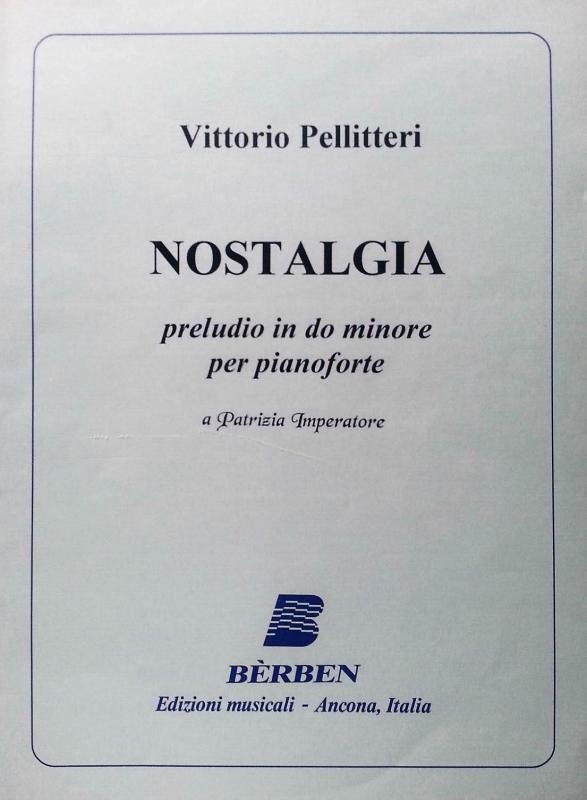 Vittorio Pellitteri
NOSTALGIA
preludio in do minore
per pianoforte
a Patrizia Imperatore
B
BÈRBEN
Edizioni musicali - Ancona, Italia